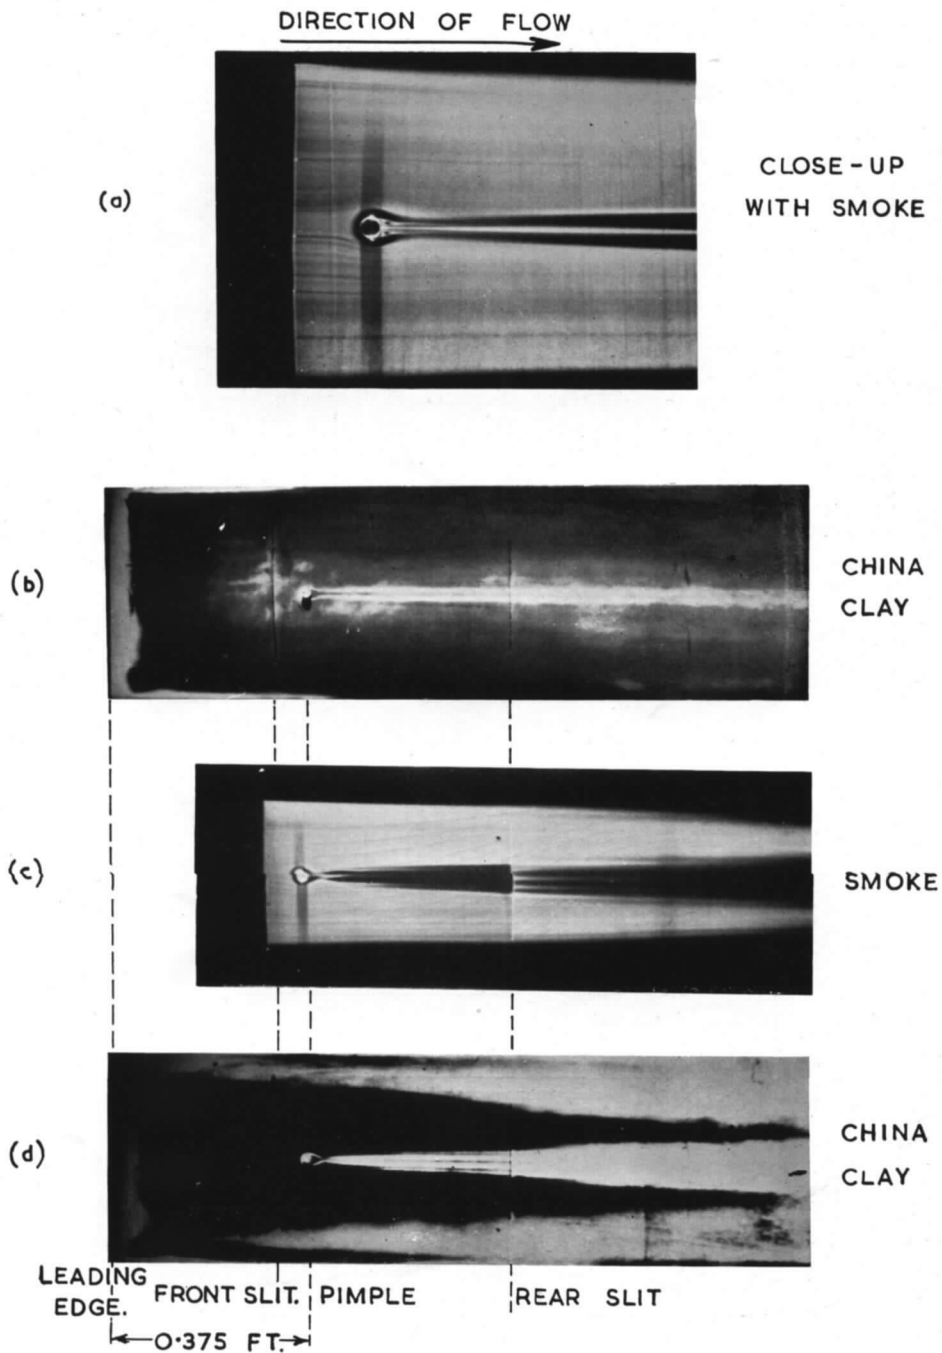 DIRECTION OF FLOW
(a)
CLOSE-UP
WITH SMOKE
(b)
CHINA
CLAY
(c)
SMOKE
(d)
CHINA
CLAY
LEADING
EDGE.
FRONT SLIT.
PIMPLE
REAR SLIT
0.375 FT.